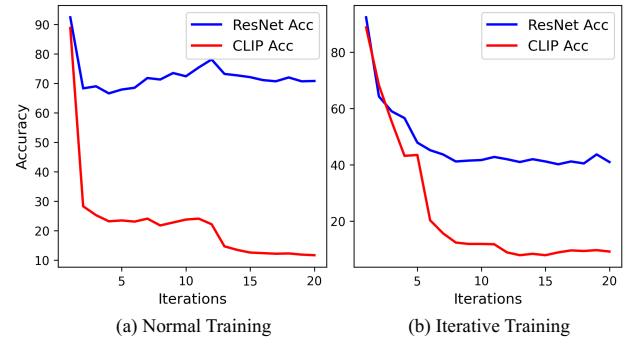 ResNet Acc
CLIP Acc
90
80
70
60
50
40
30
20
10
Accuracy
5
10
15
20
Iterations
(a) Normal Training
ResNet Acc
CLIP Acc
80
60
40
20
5
10
15
20
Iterations
(b) Iterative Training